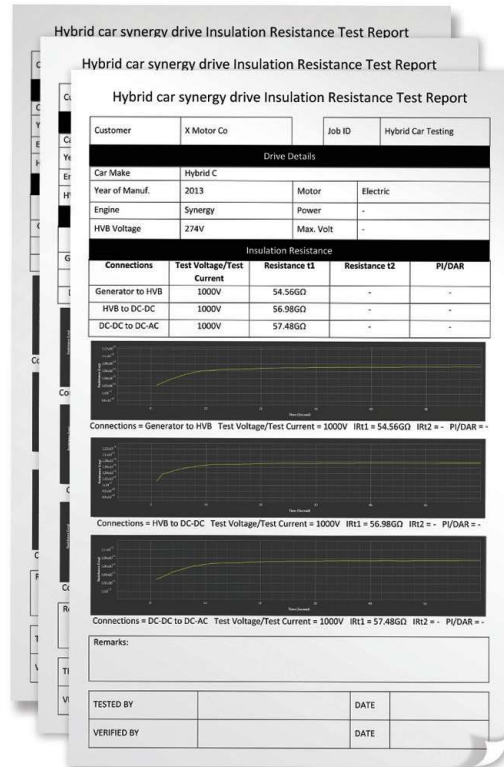 Hybrid car synergy drive Insulation Resistance Test Report
Hybrid car synergy drive Insulation Resistance Test Report
Hybrid car synergy drive Insulation Resistance Test Report
Customer X Motor Co Job ID Hybrid Car Testing
Drive Details
Car Make Hybrid C
Year of Manuf. 2013 Motor Electric
Engine Synergy Power -
HVB Voltage 274V Max. Volt -
Insulation Resistance
Connections Test Voltage/Test Current Resistance t1 Resistance t2 PI/DAR
Generator to HVB 1000V 54.56GΩ - -
HVB to DC-DC 1000V 56.98GΩ - -
DC-DC to DC-AC 1000V 57.48GΩ - -
Connections = Generator to HVB Test Voltage/Test Current = 1000V IRt1 = 54.56GΩ IRt2 = - PI/DAR = -
Connections = HVB to DC-DC Test Voltage/Test Current = 1000V IRt1 = 56.98GΩ IRt2 = - PI/DAR = -
Connections = DC-DC to DC-AC Test Voltage/Test Current = 1000V IRt1 = 57.48GΩ IRt2 = - PI/DAR = -
Remarks:
TESTED BY DATE
VERIFIED BY DATE